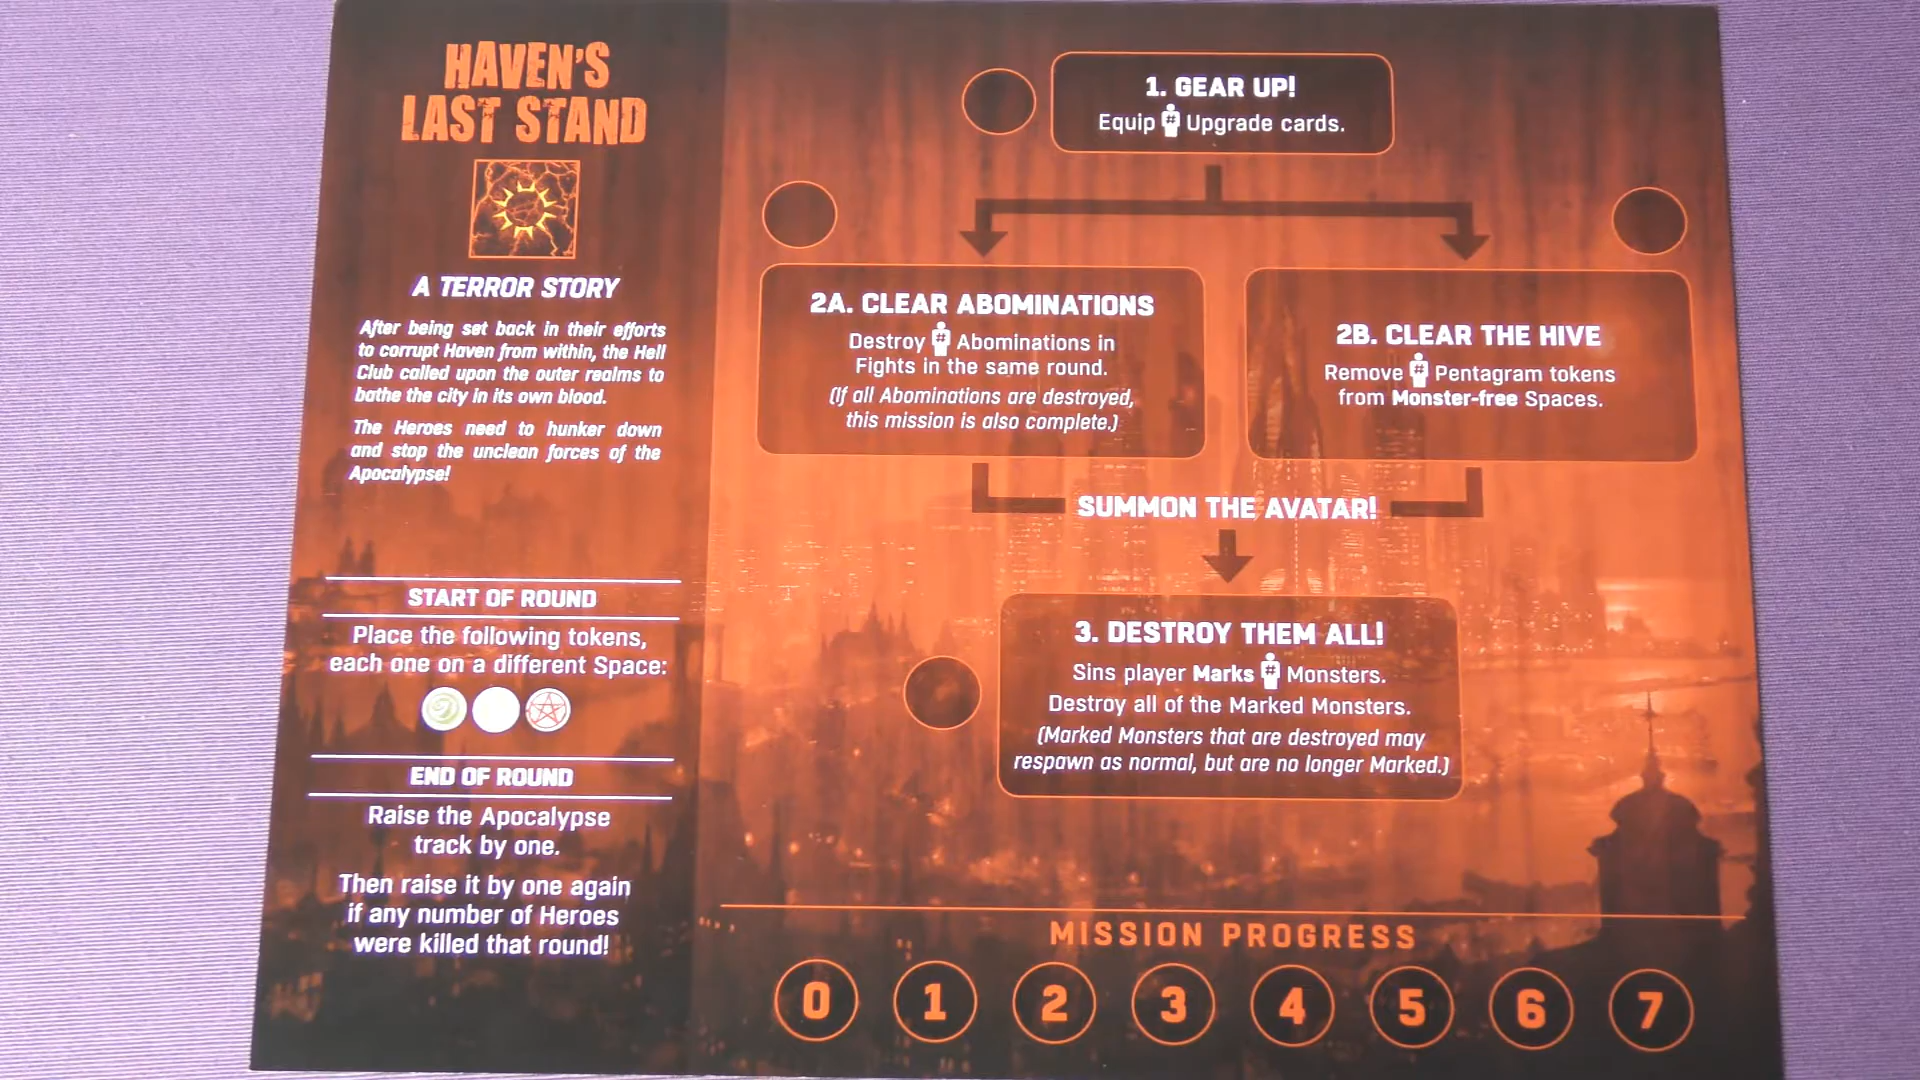 HAVEN'S
LAST STAND
A TERROR STORY
After being set back in their efforts
to corrupt Haven from within, the Hell
Club called upon the outer realms to
bathe the city in its own blood.
The Heroes need to hunker down
and stop the unclean forces of the
Apocalypse!
START OF ROUND
Place the following tokens,
each one on a different Space:
END OF ROUND
Raise the Apocalypse
track by one.
Then raise it by one again
if any number of Heroes
were killed that round!
1. GEAR UP!
Equip # Upgrade cards.
2A. CLEAR ABOMINATIONS
Destroy # Abominations in
Fights in the same round.
(If all Abominations are destroyed,
this mission is also complete.)
2B. CLEAR THE HIVE
Remove # Pentagram tokens
from Monster-free Spaces.
SUMMON THE AVATAR!
3. DESTROY THEM ALL!
Sins player Marks # Monsters.
Destroy all of the Marked Monsters.
(Marked Monsters that are destroyed may
respawn as normal, but are no longer Marked.)
MISSION PROGRESS
0 1 2 3 4 5 6 7